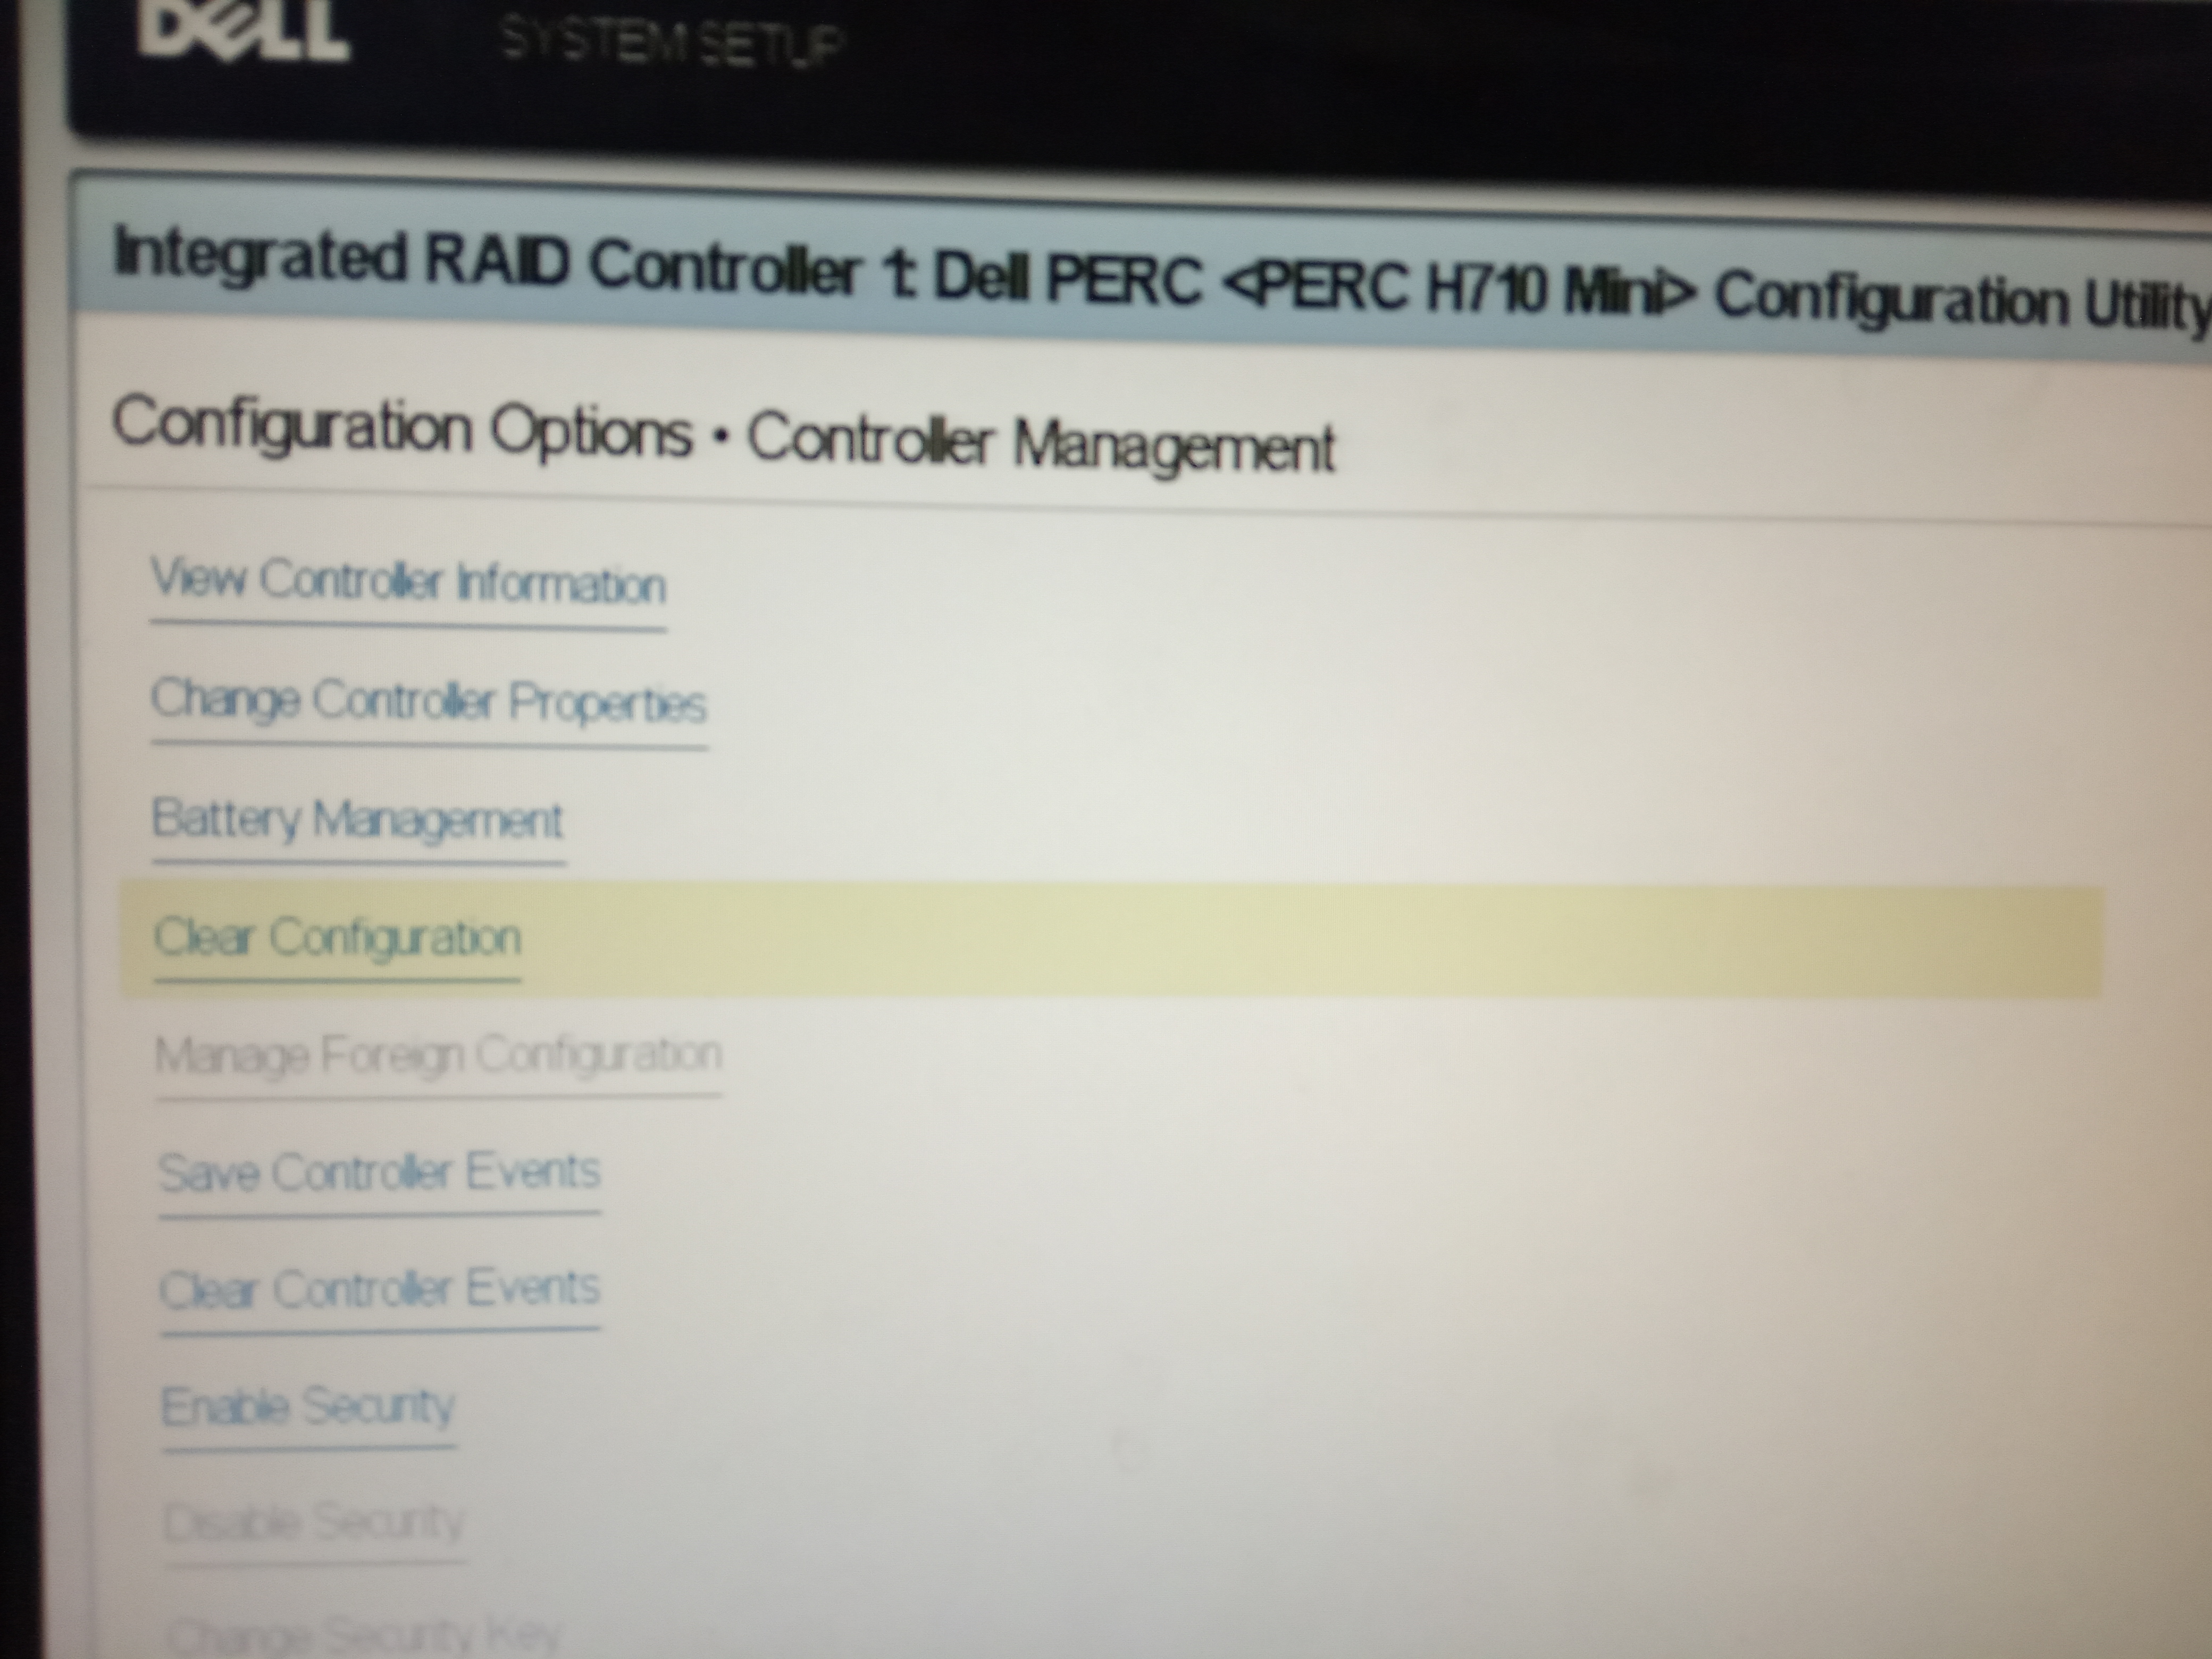 DELL SYSTEM SETUP
Integrated RAID Controller 1: Dell PERC <PERC H710 Mini> Configuration Utility
Configuration Options • Controller Management
View Controller Information
Change Controller Properties
Battery Management
Clear Configuration
Manage Foreign Configuration
Save Controller Events
Clear Controller Events
Enable Security
Disable Security
Change Security Key